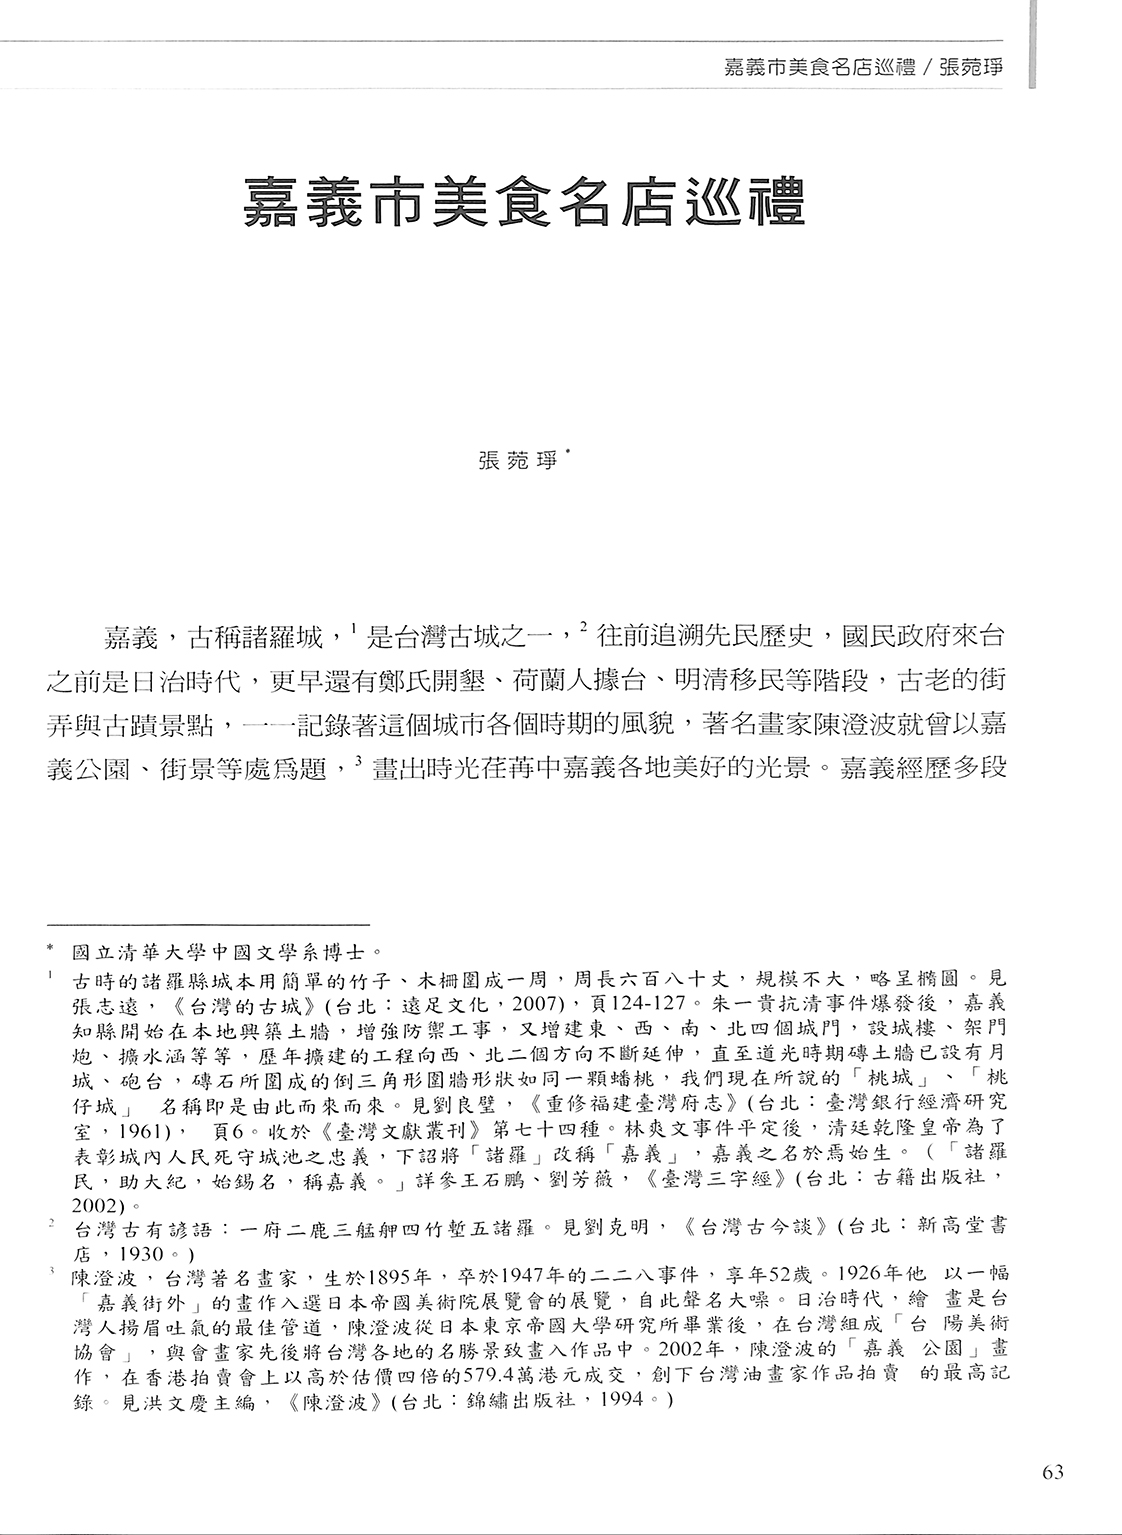 嘉義市美食名店巡禮 / 張菀琤
嘉義市美食名店巡禮
張菀琤*
嘉義，古稱諸羅城，1 是台灣古城之一，2 往前追溯先民歷史，國民政府來台
之前是日治時代，更早還有鄭氏開墾、荷蘭人據台、明清移民等階段，古老的街
弄與古蹟景點，一一記錄著這個城市各個時期的風貌，著名畫家陳澄波就曾以嘉
義公園、街景等處為題，3 畫出時光荏苒中嘉義各地美好的光景。嘉義經歷多段
* 國立清華大學中國文學系博士。
1 古時的諸羅縣城本用簡單的竹子、木柵圍成一周，周長六百八十丈，規模不大，略呈橢圓。見
張志遠，《台灣的古城》(台北：遠足文化，2007)，頁124-127。朱一貴抗清事件爆發後，嘉義
知縣開始在本地興築土牆，增強防禦工事，又增建東、西、南、北四個城門，設城樓、架門
炮、擴水涵等等，歷年擴建的工程向西、北二個方向不斷延伸，直至道光時期磚土牆已設有月
城、砲台，磚石所圍成的倒三角形圍牆形狀如同一顆蟠桃，我們現在所說的「桃城」、「桃
仔城」 名稱即是由此而來而來。見劉良璧，《重修福建臺灣府志》(台北：臺灣銀行經濟研究
室，1961)， 頁6。收於《臺灣文獻叢刊》第七十四種。林爽文事件平定後，清廷乾隆皇帝為了
表彰城內人民死守城池之忠義，下詔將「諸羅」改稱「嘉義」，嘉義之名於焉始生。（「諸羅
民，助大紀，始錫名，稱嘉義。」詳參王石鵬、劉芳薇，《臺灣三字經》(台北：古籍出版社，
2002)。
2 台灣古有諺語：一府二鹿三艋舺四竹塹五諸羅。見劉克明，《台灣古今談》(台北：新高堂書
店，1930。)
3 陳澄波，台灣著名畫家，生於1895年，卒於1947年的二二八事件，享年52歲。1926年他 以一幅
「嘉義街外」的畫作入選日本帝國美術院展覽會的展覽，自此聲名大噪。日治時代，繪 畫是台
灣人揚眉吐氣的最佳管道，陳澄波從日本東京帝國大學研究所畢業後，在台灣組成「台 陽美術
協會」，與會畫家先後將台灣各地的名勝景致畫入作品中。2002年，陳澄波的「嘉義 公園」畫
作，在香港拍賣會上以高於估價四倍的579.4萬港元成交，創下台灣油畫家作品拍賣 的最高記
錄。見洪文慶主編，《陳澄波》(台北：錦繡出版社，1994。)
63